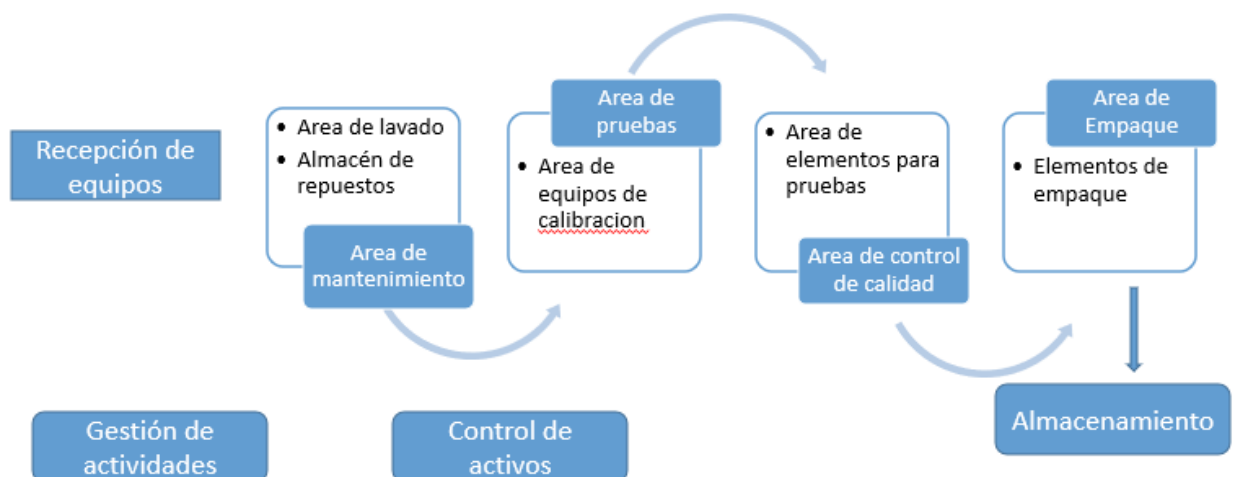 Recepción de
equipos
• Area de lavado
• Almacén de
repuestos
Area de
mantenimiento
Area de
pruebas
• Area de
equipos de
calibracion
• Area de
elementos para
pruebas
Area de control
de calidad
Area de
Empaque
• Elementos de
empaque
Almacenamiento
Gestión de
actividades
Control de
activos